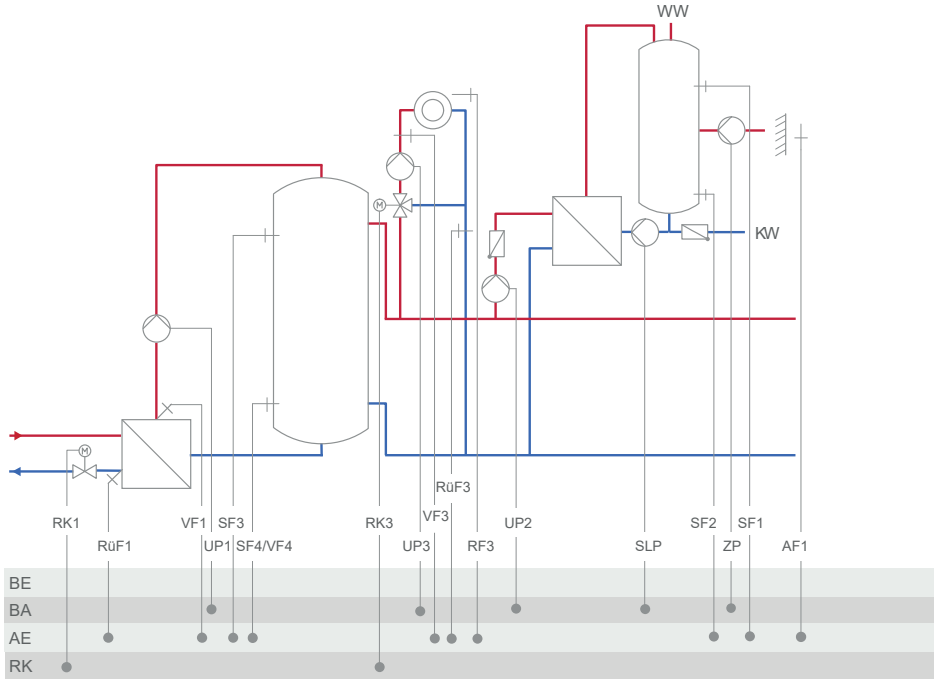 WW
M
KW
M
RüF3
RK1 VF1 SF3 RK3 VF3 UP2 SF2 SF1
RüF1 UP1 SF4/VF4 UP3 RF3 SLP ZP AF1
BE
BA
AE
RK